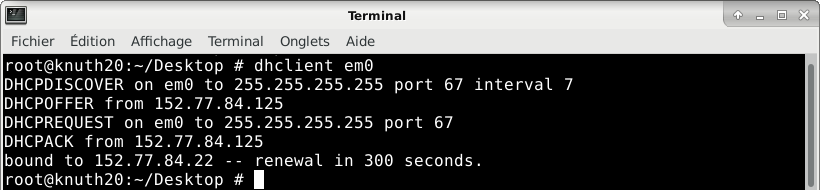 Terminal
Fichier Édition Affichage Terminal Onglets Aide
root@knuth20:~/Desktop # dhclient em0
DHCPDISCOVER on em0 to 255.255.255.255 port 67 interval 7
DHCPOFFER from 152.77.84.125
DHCPREQUEST on em0 to 255.255.255.255 port 67
DHCPACK from 152.77.84.125
bound to 152.77.84.22 -- renewal in 300 seconds.
root@knuth20:~/Desktop #